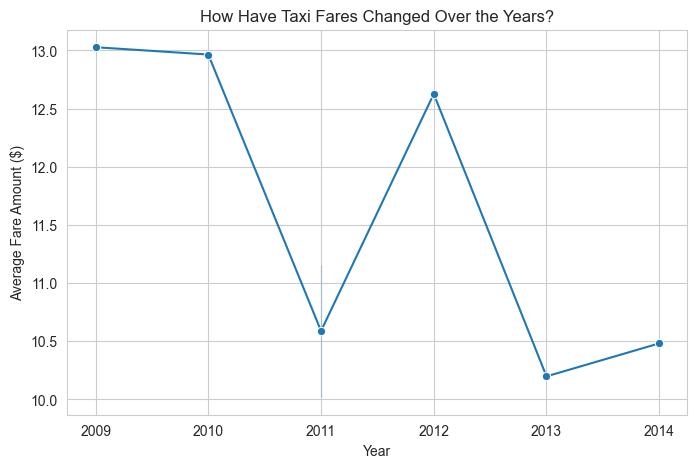 How Have Taxi Fares Changed Over the Years?
Average Fare Amount ($)
13.0
12.5
12.0
11.5
11.0
10.5
10.0
2009 2010 2011 2012 2013 2014
Year